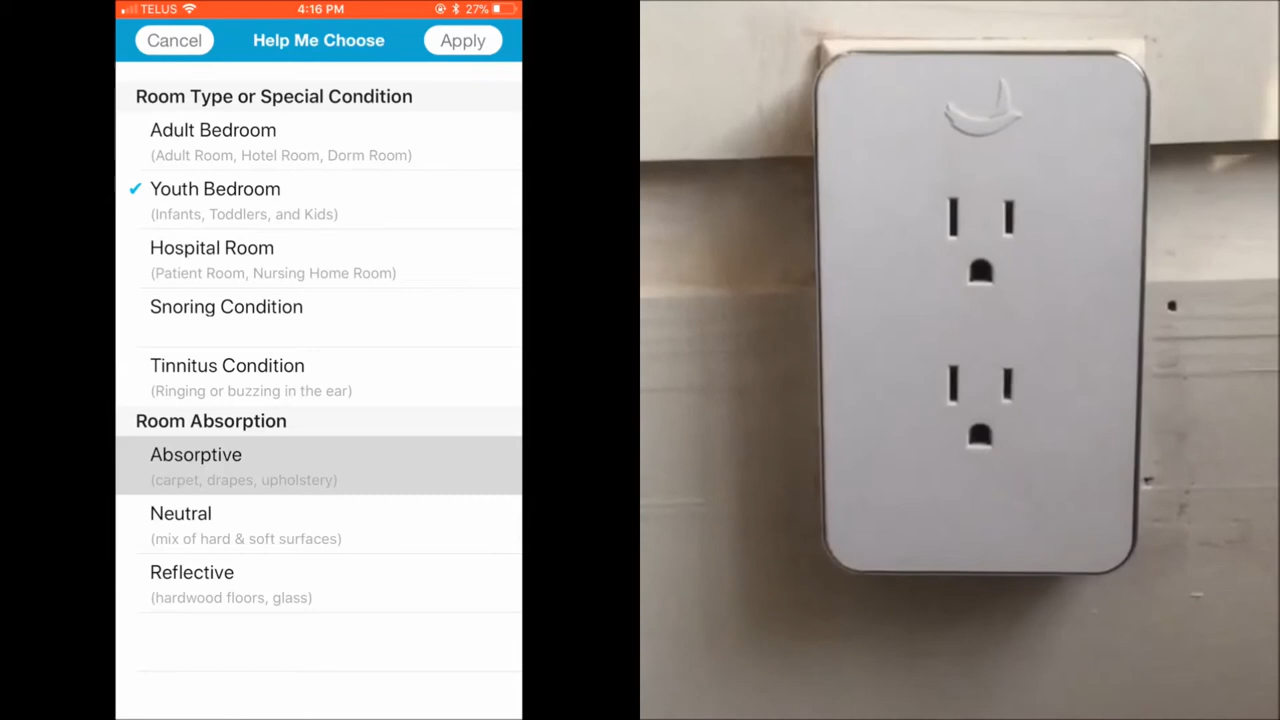 TELUS 4:16 PM 27%
Cancel Help Me Choose Apply
Room Type or Special Condition
Adult Bedroom
(Adult Room, Hotel Room, Dorm Room)
✔ Youth Bedroom
(Infants, Toddlers, and Kids)
Hospital Room
(Patient Room, Nursing Home Room)
Snoring Condition
Tinnitus Condition
(Ringing or buzzing in the ear)
Room Absorption
Absorptive
(carpet, drapes, upholstery)
Neutral
(mix of hard & soft surfaces)
Reflective
(hardwood floors, glass)